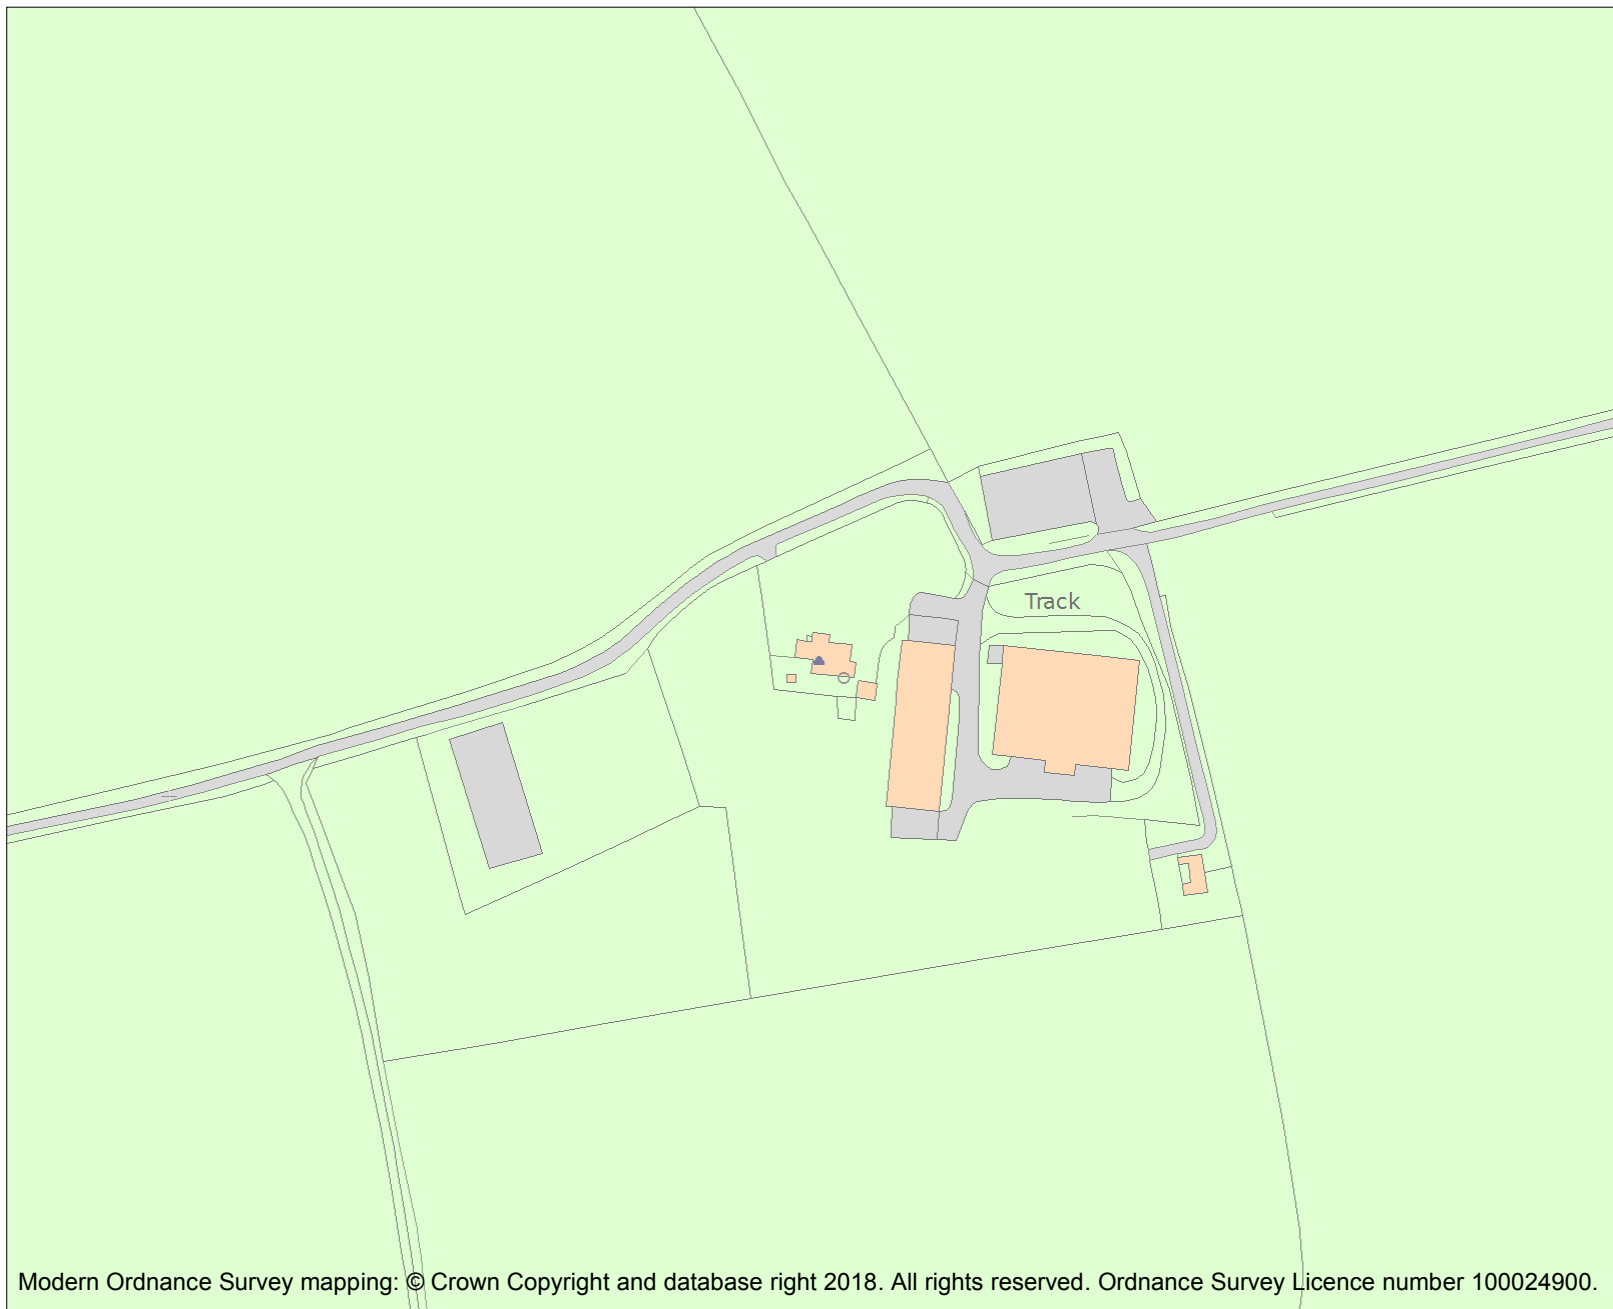 Track
Modern Ordnance Survey mapping: © Crown Copyright and database right 2018. All rights reserved. Ordnance Survey Licence number 100024900.